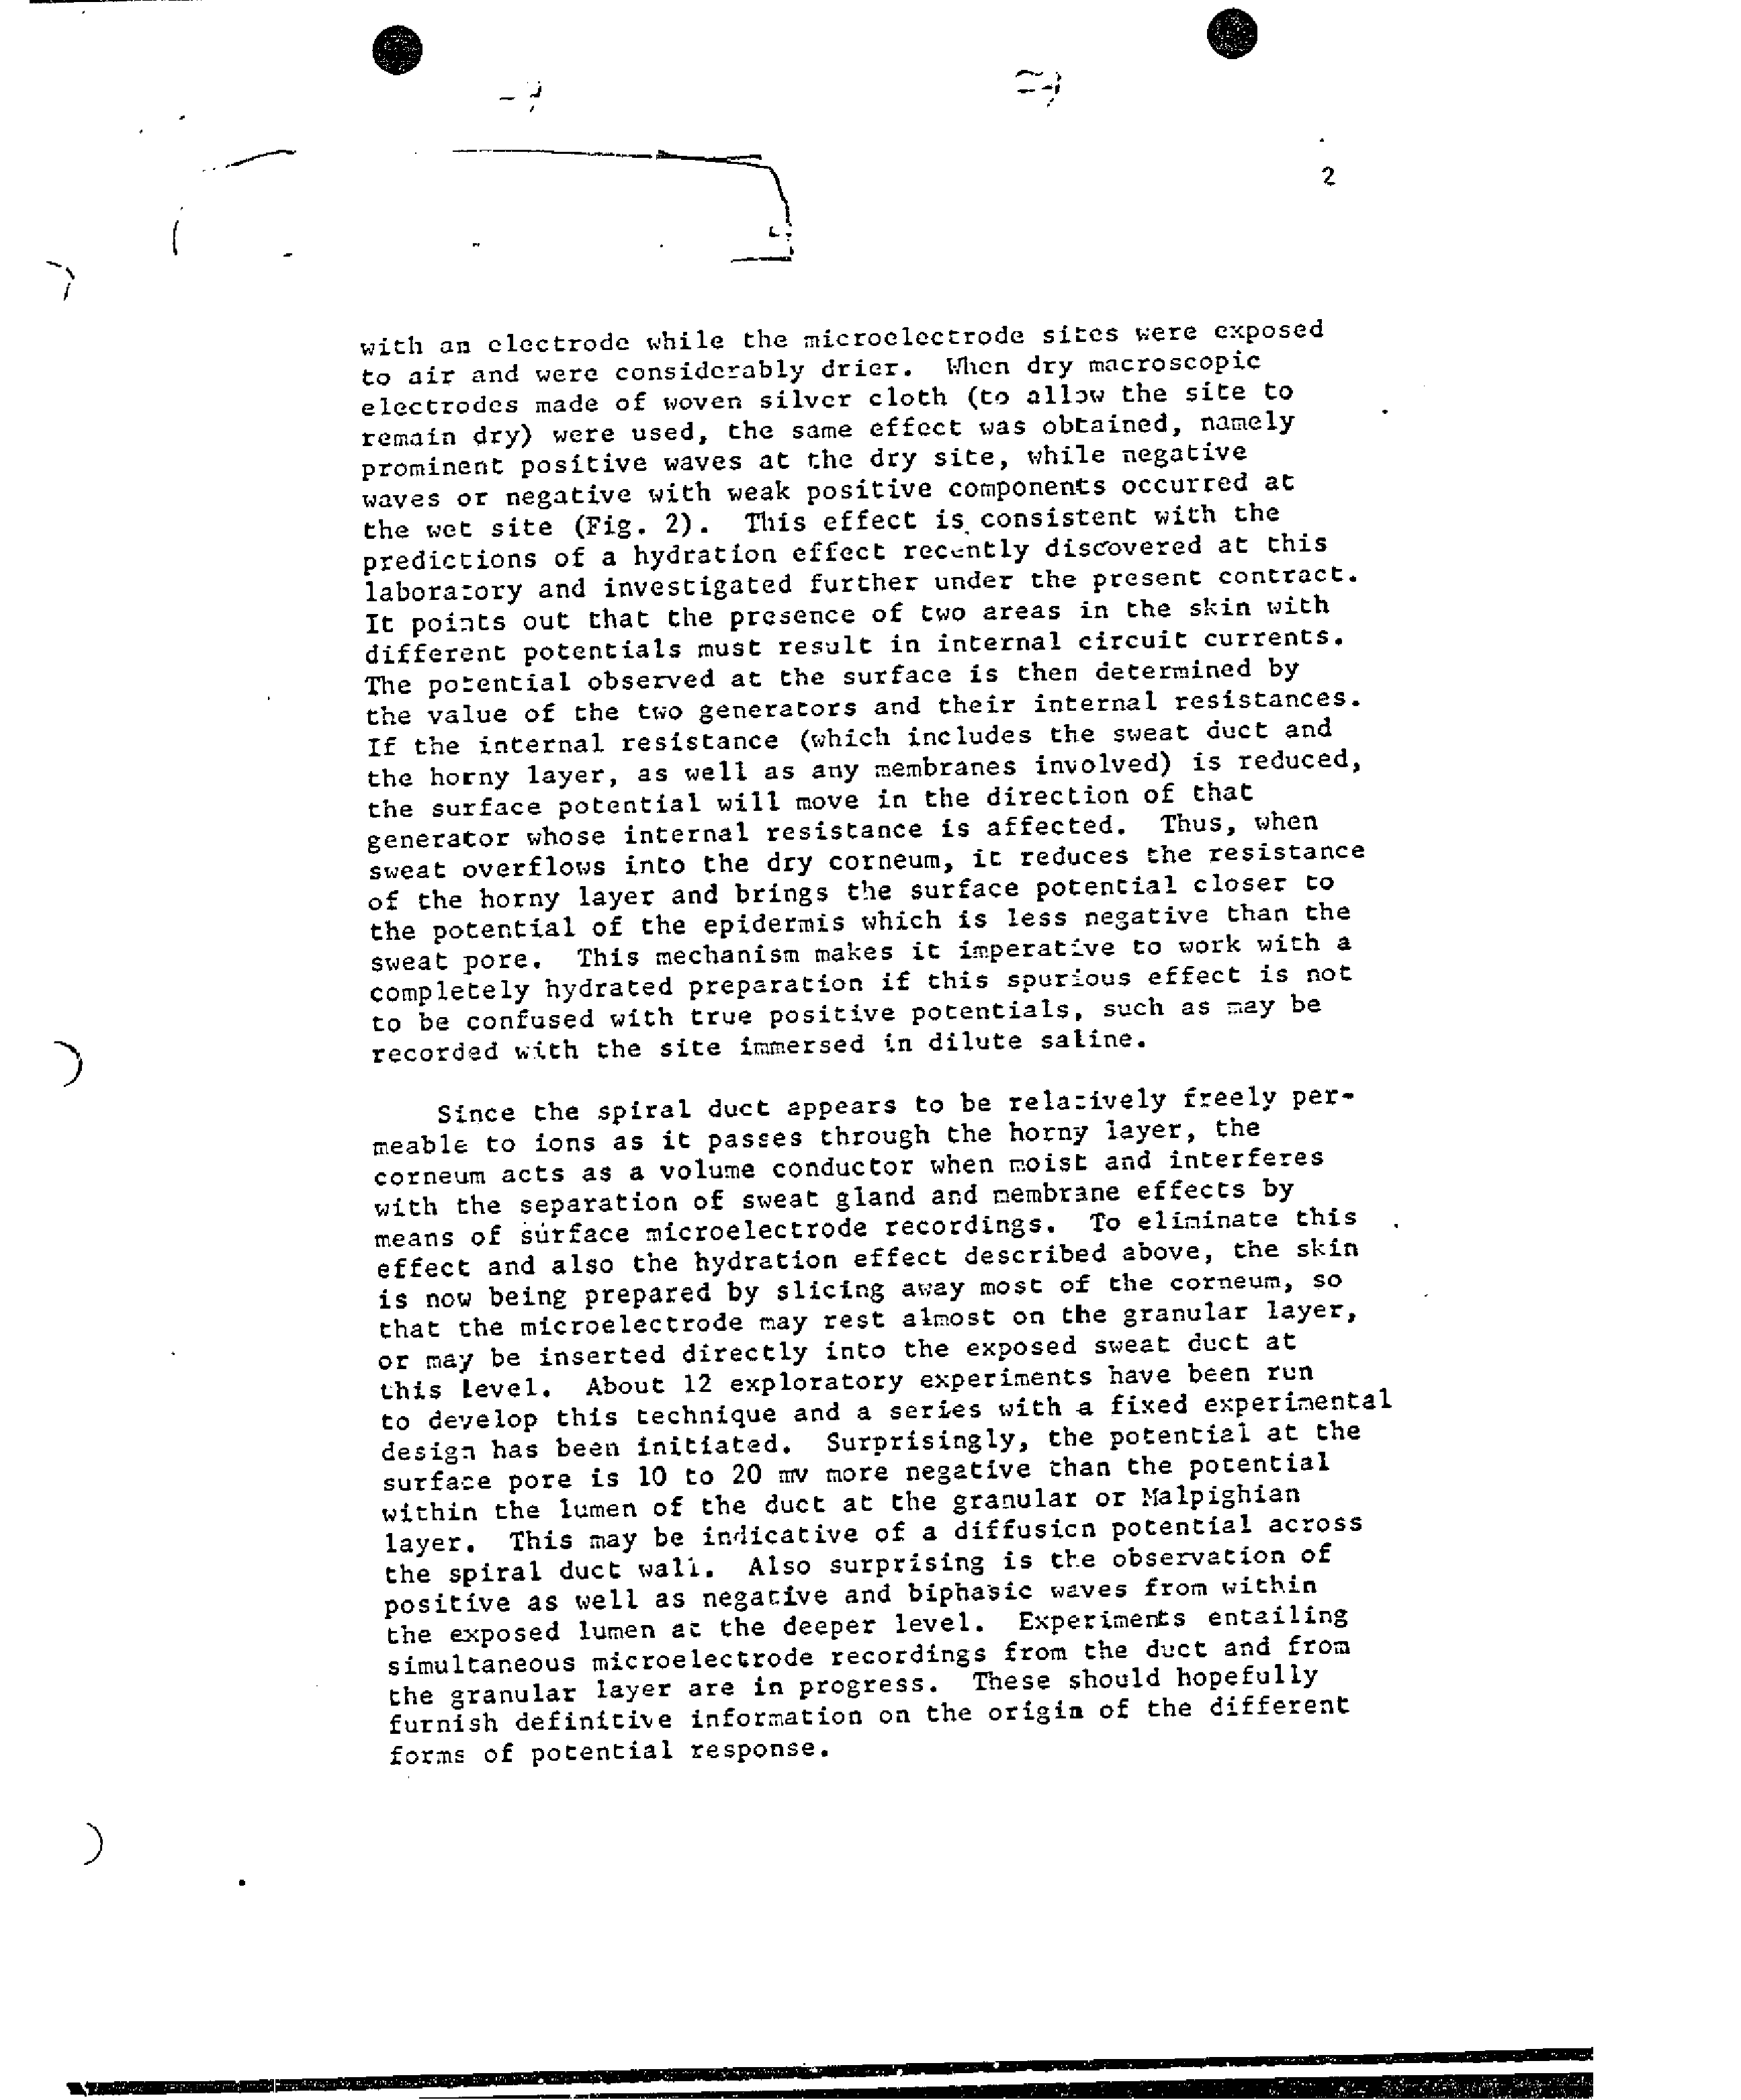 2
with an electrode while the microelectrode sites were exposed
to air and were considerably drier. When dry macroscopic
electrodes made of woven silver cloth (to allow the site to
remain dry) were used, the same effect was obtained, namely
prominent positive waves at the dry site, while negative
waves or negative with weak positive components occurred at
the wet site (Fig. 2). This effect is consistent with the
predictions of a hydration effect recently discovered at this
laboratory and investigated further under the present contract.
It points out that the presence of two areas in the skin with
different potentials must result in internal circuit currents.
The potential observed at the surface is then determined by
the value of the two generators and their internal resistances.
If the internal resistance (which includes the sweat duct and
the horny layer, as well as any membranes involved) is reduced,
the surface potential will move in the direction of that
generator whose internal resistance is affected. Thus, when
sweat overflows into the dry corneum, it reduces the resistance
of the horny layer and brings the surface potential closer to
the potential of the epidermis which is less negative than the
sweat pore. This mechanism makes it imperative to work with a
completely hydrated preparation if this spurious effect is not
to be confused with true positive potentials, such as may be
recorded with the site immersed in dilute saline.
Since the spiral duct appears to be relatively freely per-
meable to ions as it passes through the horny layer, the
corneum acts as a volume conductor when moist and interferes
with the separation of sweat gland and membrane effects by
means of surface microelectrode recordings. To eliminate this
effect and also the hydration effect described above, the skin
is now being prepared by slicing away most of the corneum, so
that the microelectrode may rest almost on the granular layer,
or may be inserted directly into the exposed sweat duct at
this level. About 12 exploratory experiments have been run
to develop this technique and a series with a fixed experimental
design has been initiated. Surprisingly, the potential at the
surface pore is 10 to 20 mv more negative than the potential
within the lumen of the duct at the granular or Malpighian
layer. This may be indicative of a diffusion potential across
the spiral duct wall. Also surprising is the observation of
positive as well as negative and biphasic waves from within
the exposed lumen at the deeper level. Experiments entailing
simultaneous microelectrode recordings from the duct and from
the granular layer are in progress. These should hopefully
furnish definitive information on the origin of the different
forms of potential response.